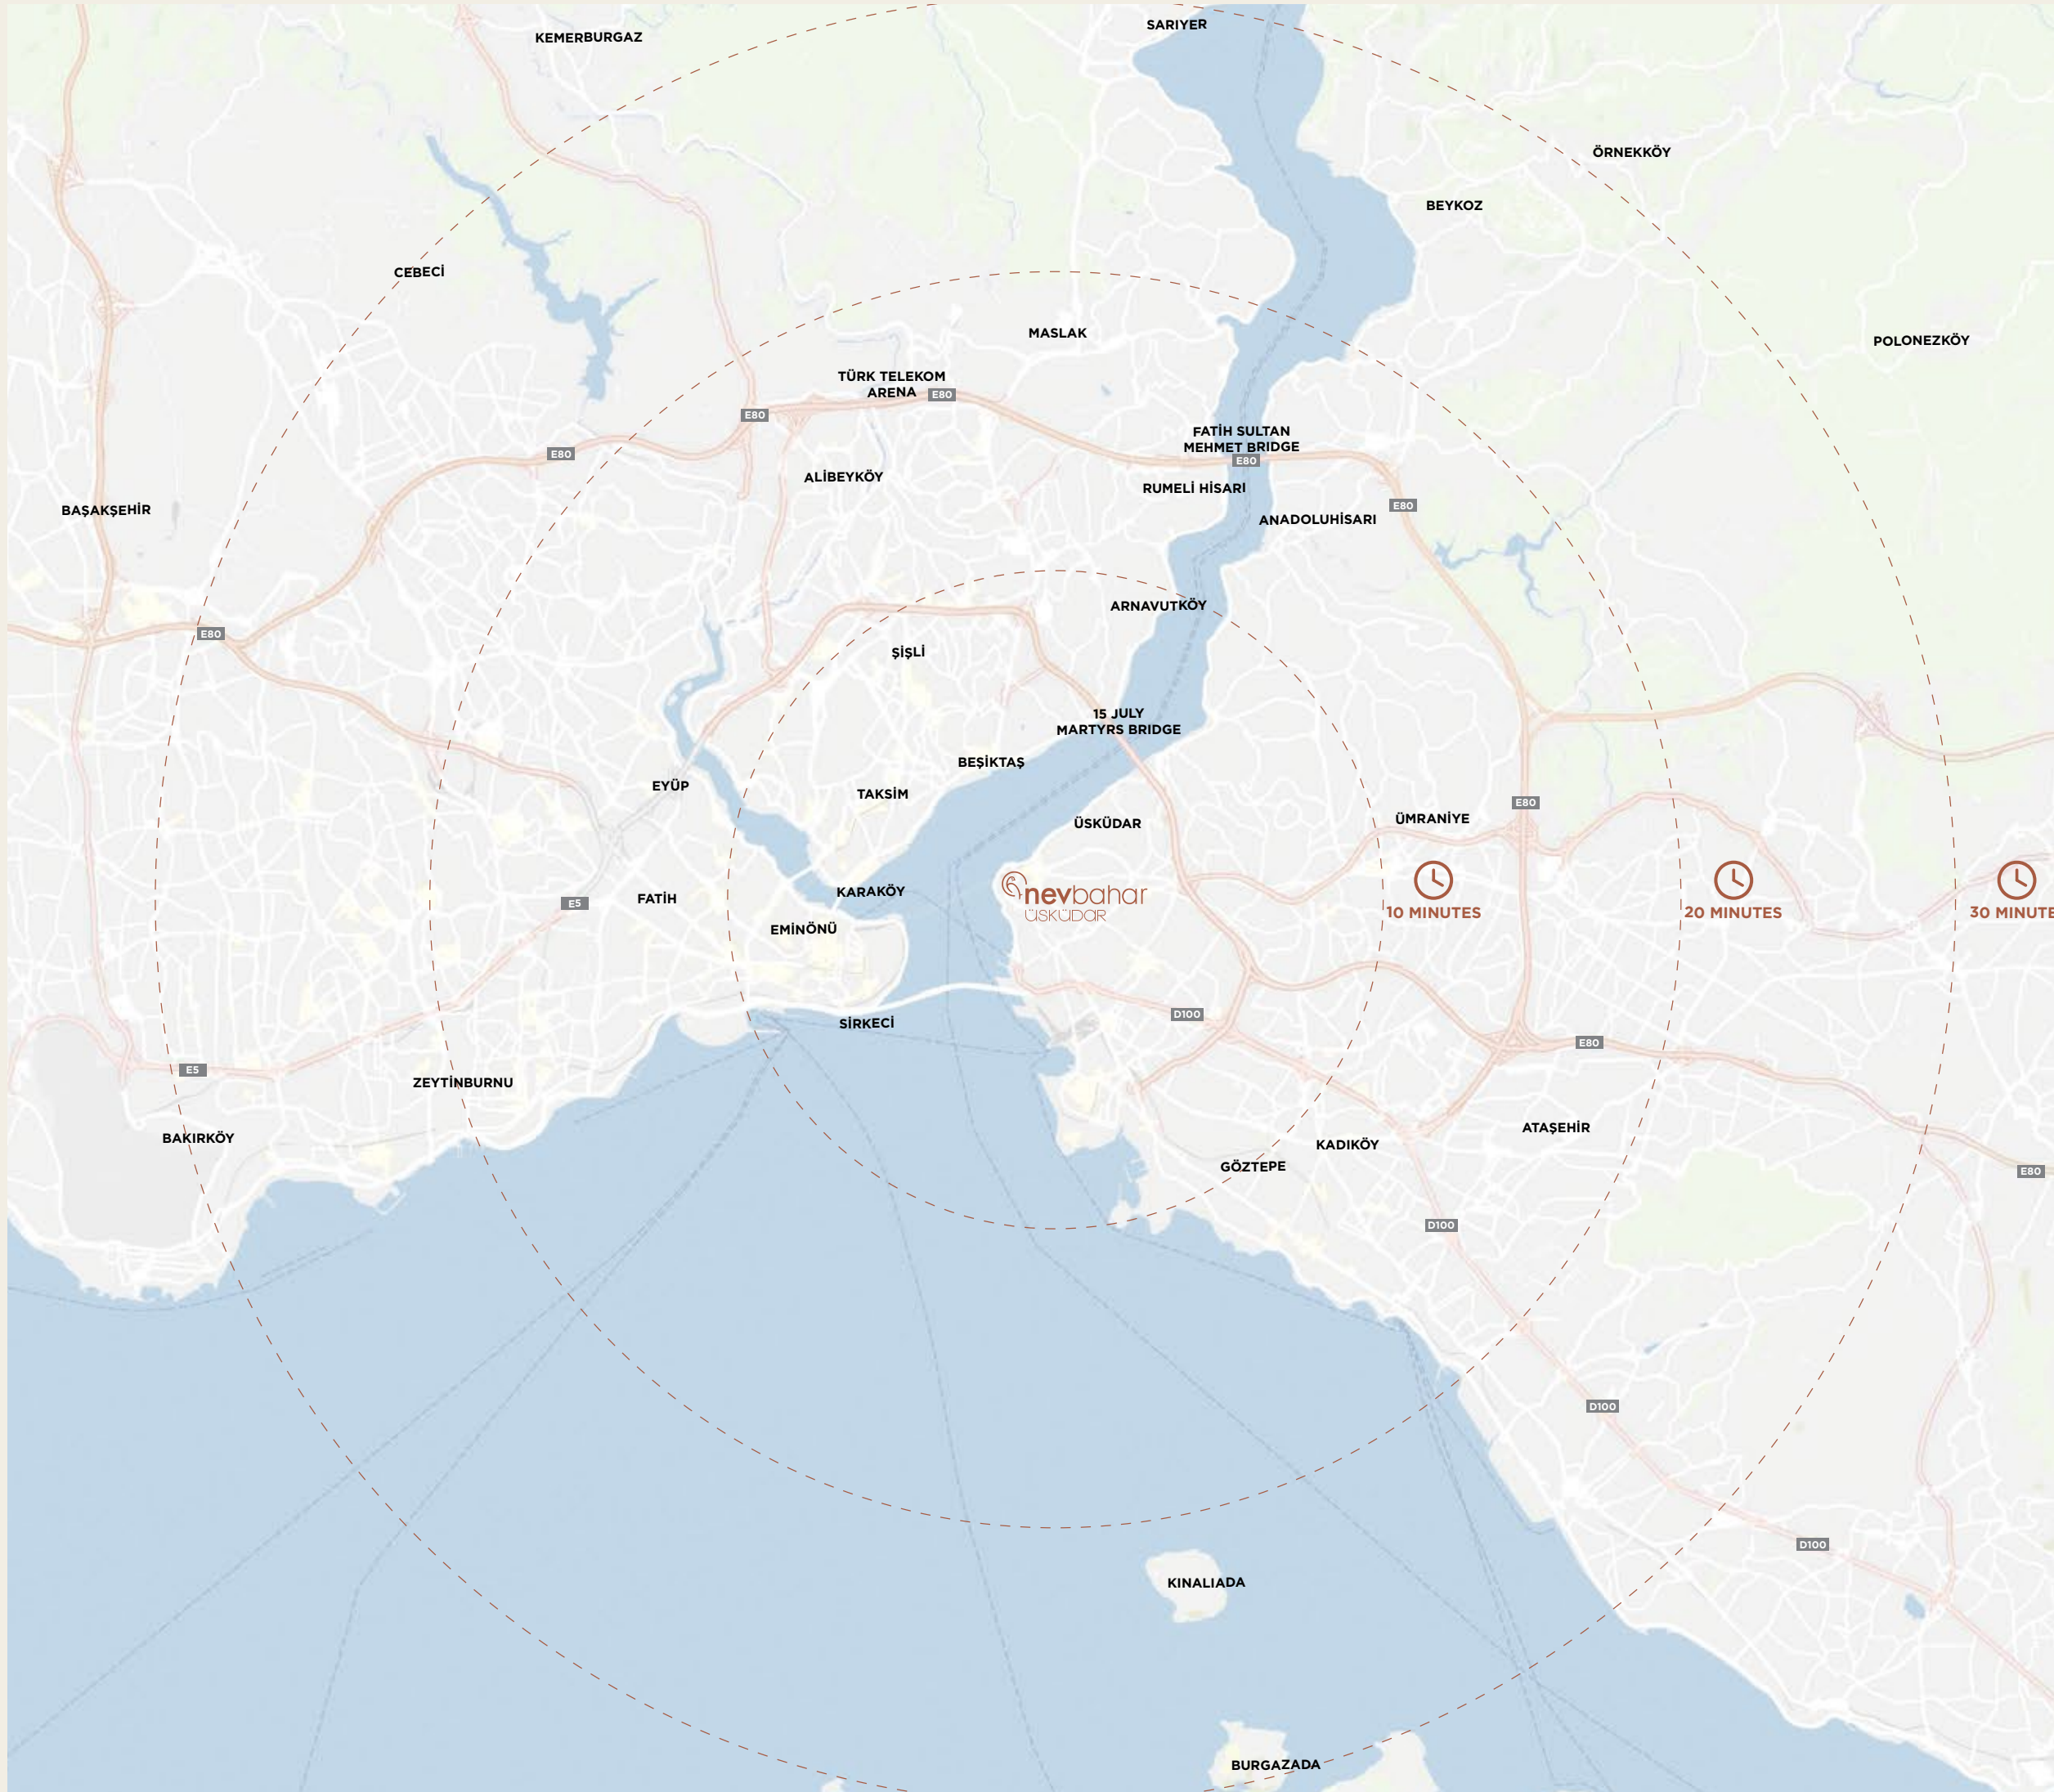 SARIYER
KEMERBURGAZ
ÖRNEKKÖY
BEYKOZ
CEBECİ
MASLAK
POLONEZKÖY
TÜRK TELEKOM
ARENA
E80
E80
FATİH SULTAN
MEHMET BRIDGE
E80
E80
ALİBEYKÖY
RUMELİ HİSARI
E80
BAŞAKŞEHİR
ANADOLUHİSARI
ARNAVUTKÖY
E80
ŞİŞLİ
15 JULY
MARTYRS BRIDGE
BEŞİKTAŞ
EYÜP
TAKSİM
E80
ÜMRANİYE
ÜSKÜDAR
KARAKÖY
nevbahar
ÜSKÜDAR
FATİH
E5
10 MINUTES
20 MINUTES
30 MINUTE
EMİNÖNÜ
D100
SİRKECİ
E80
E5
ZEYTİNBURNU
ATAŞEHİR
BAKIRKÖY
KADIKÖY
GÖZTEPE
E80
D100
D100
D100
KINALIADA
BURGAZADA